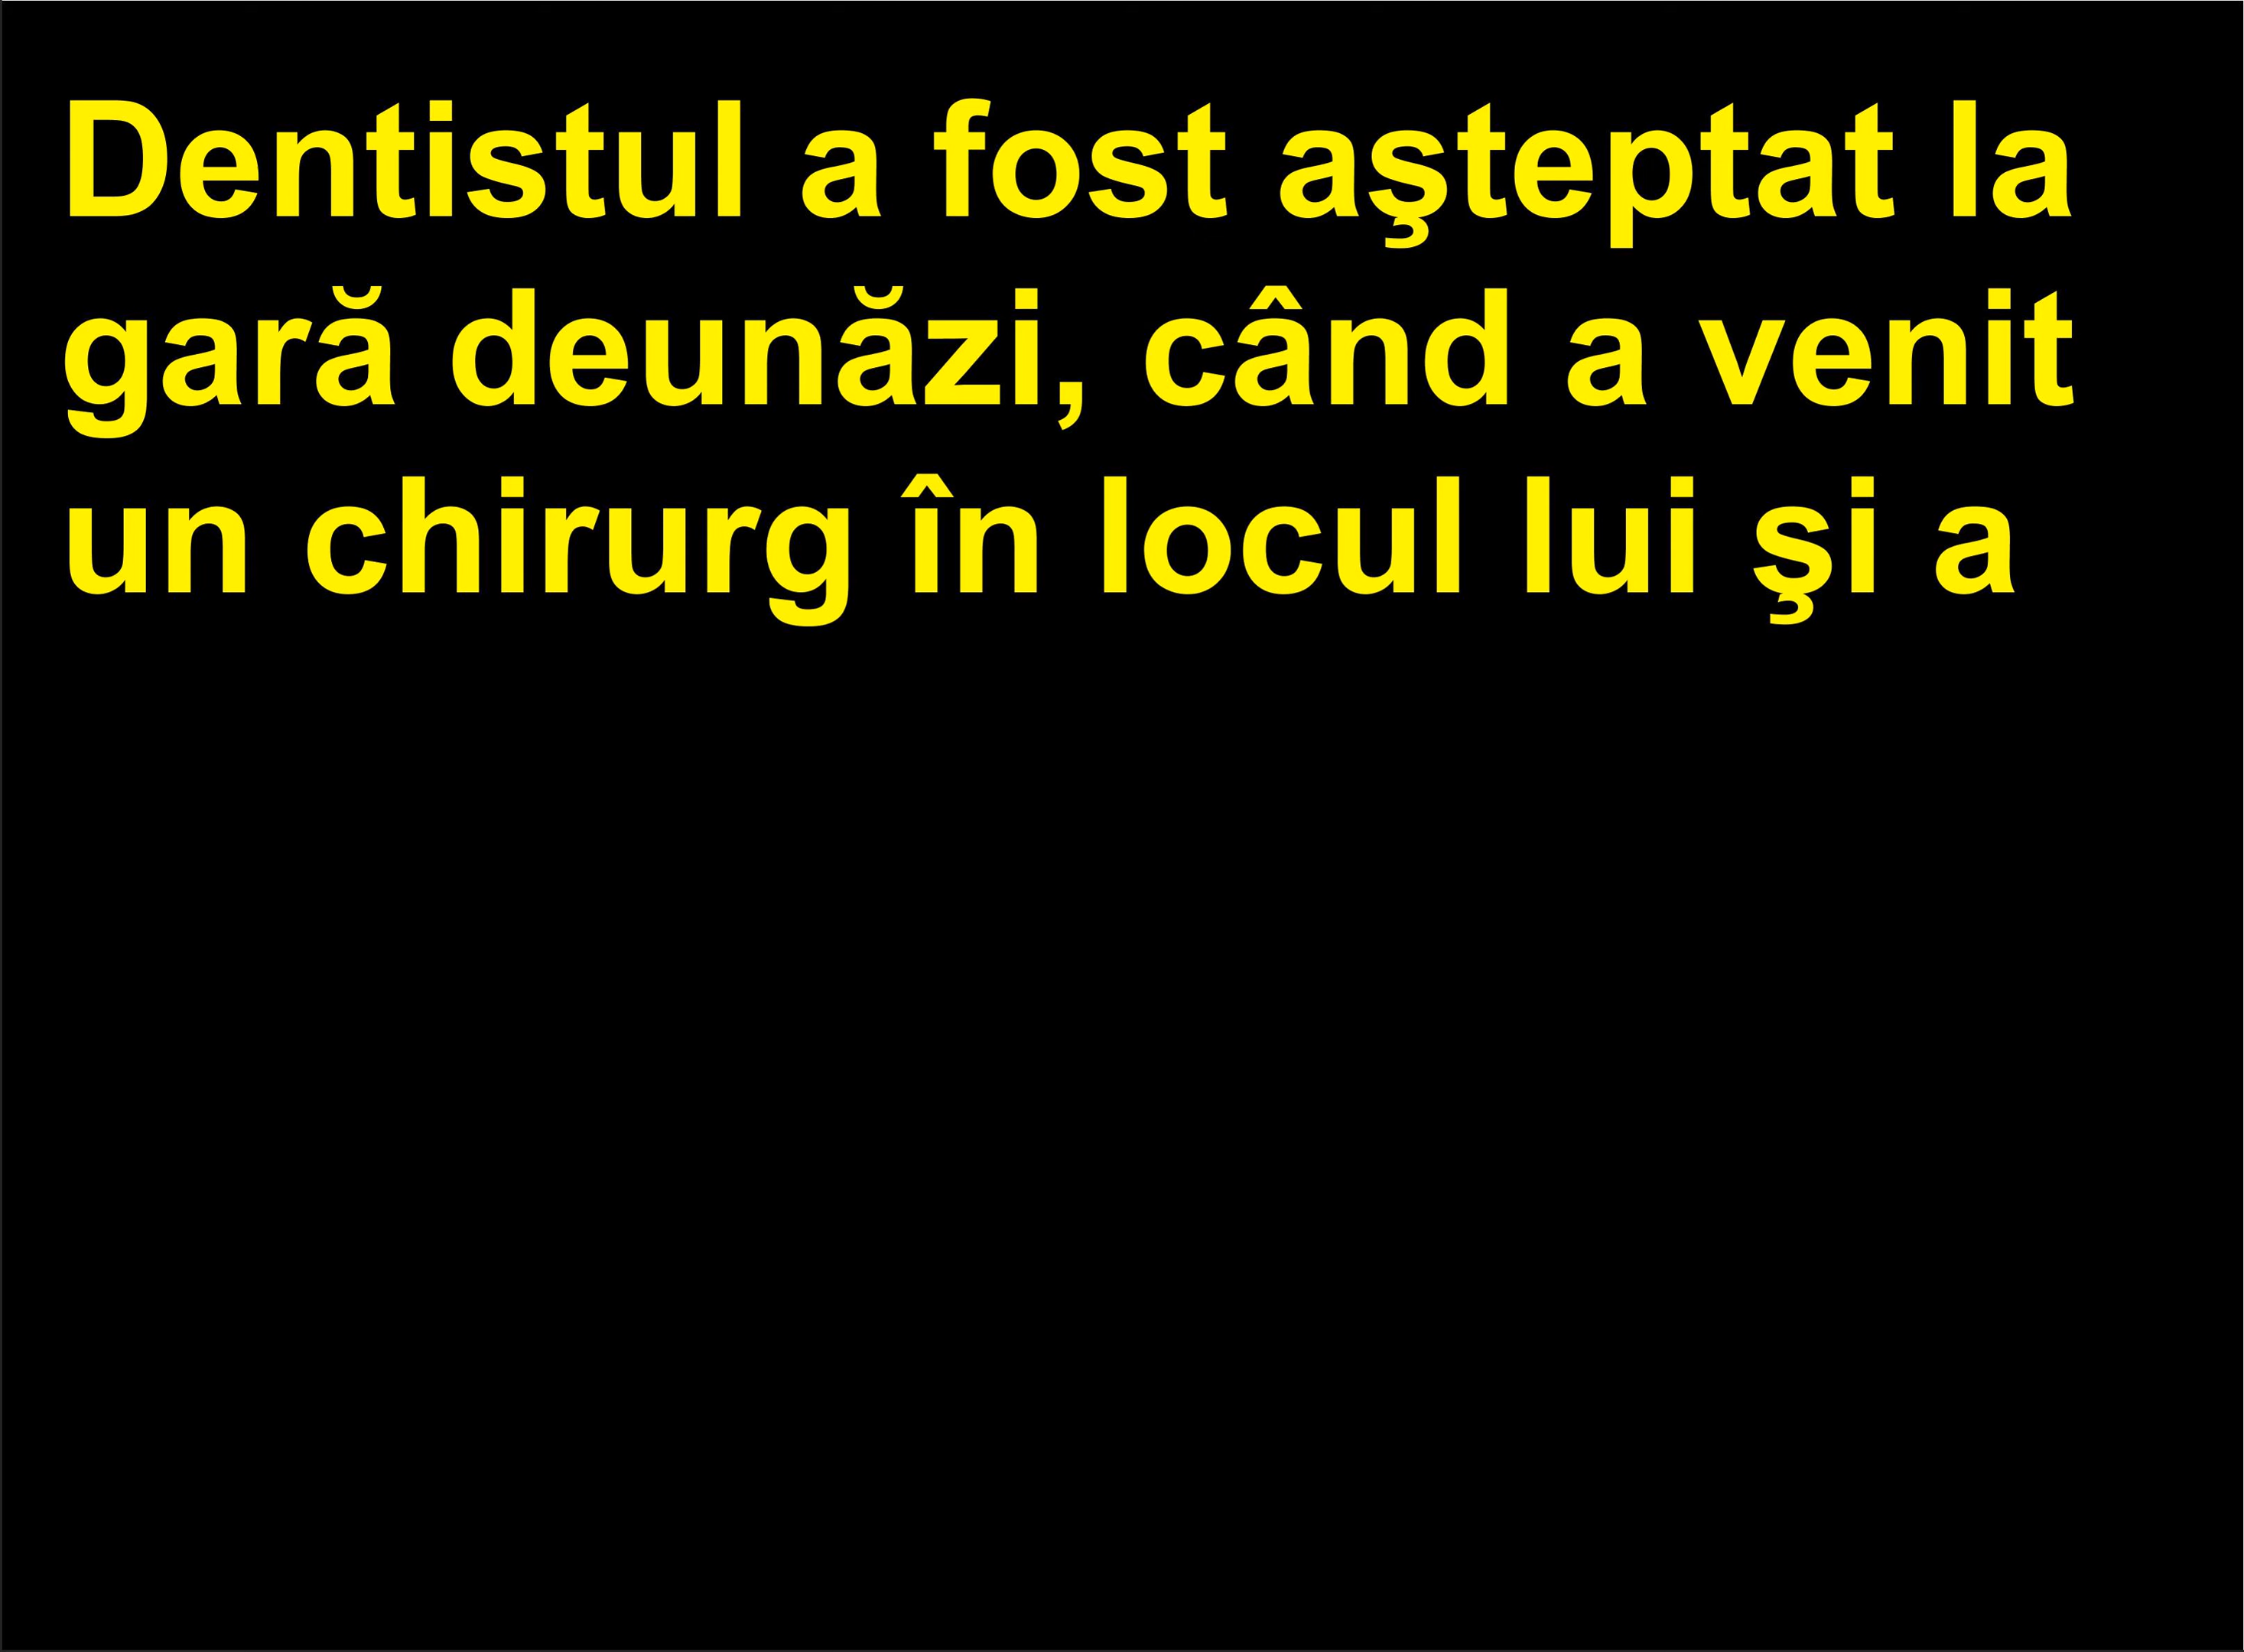 Dentistul a fost aşteptat la
gară deunăzi, când a venit
un chirurg în locul lui şi a